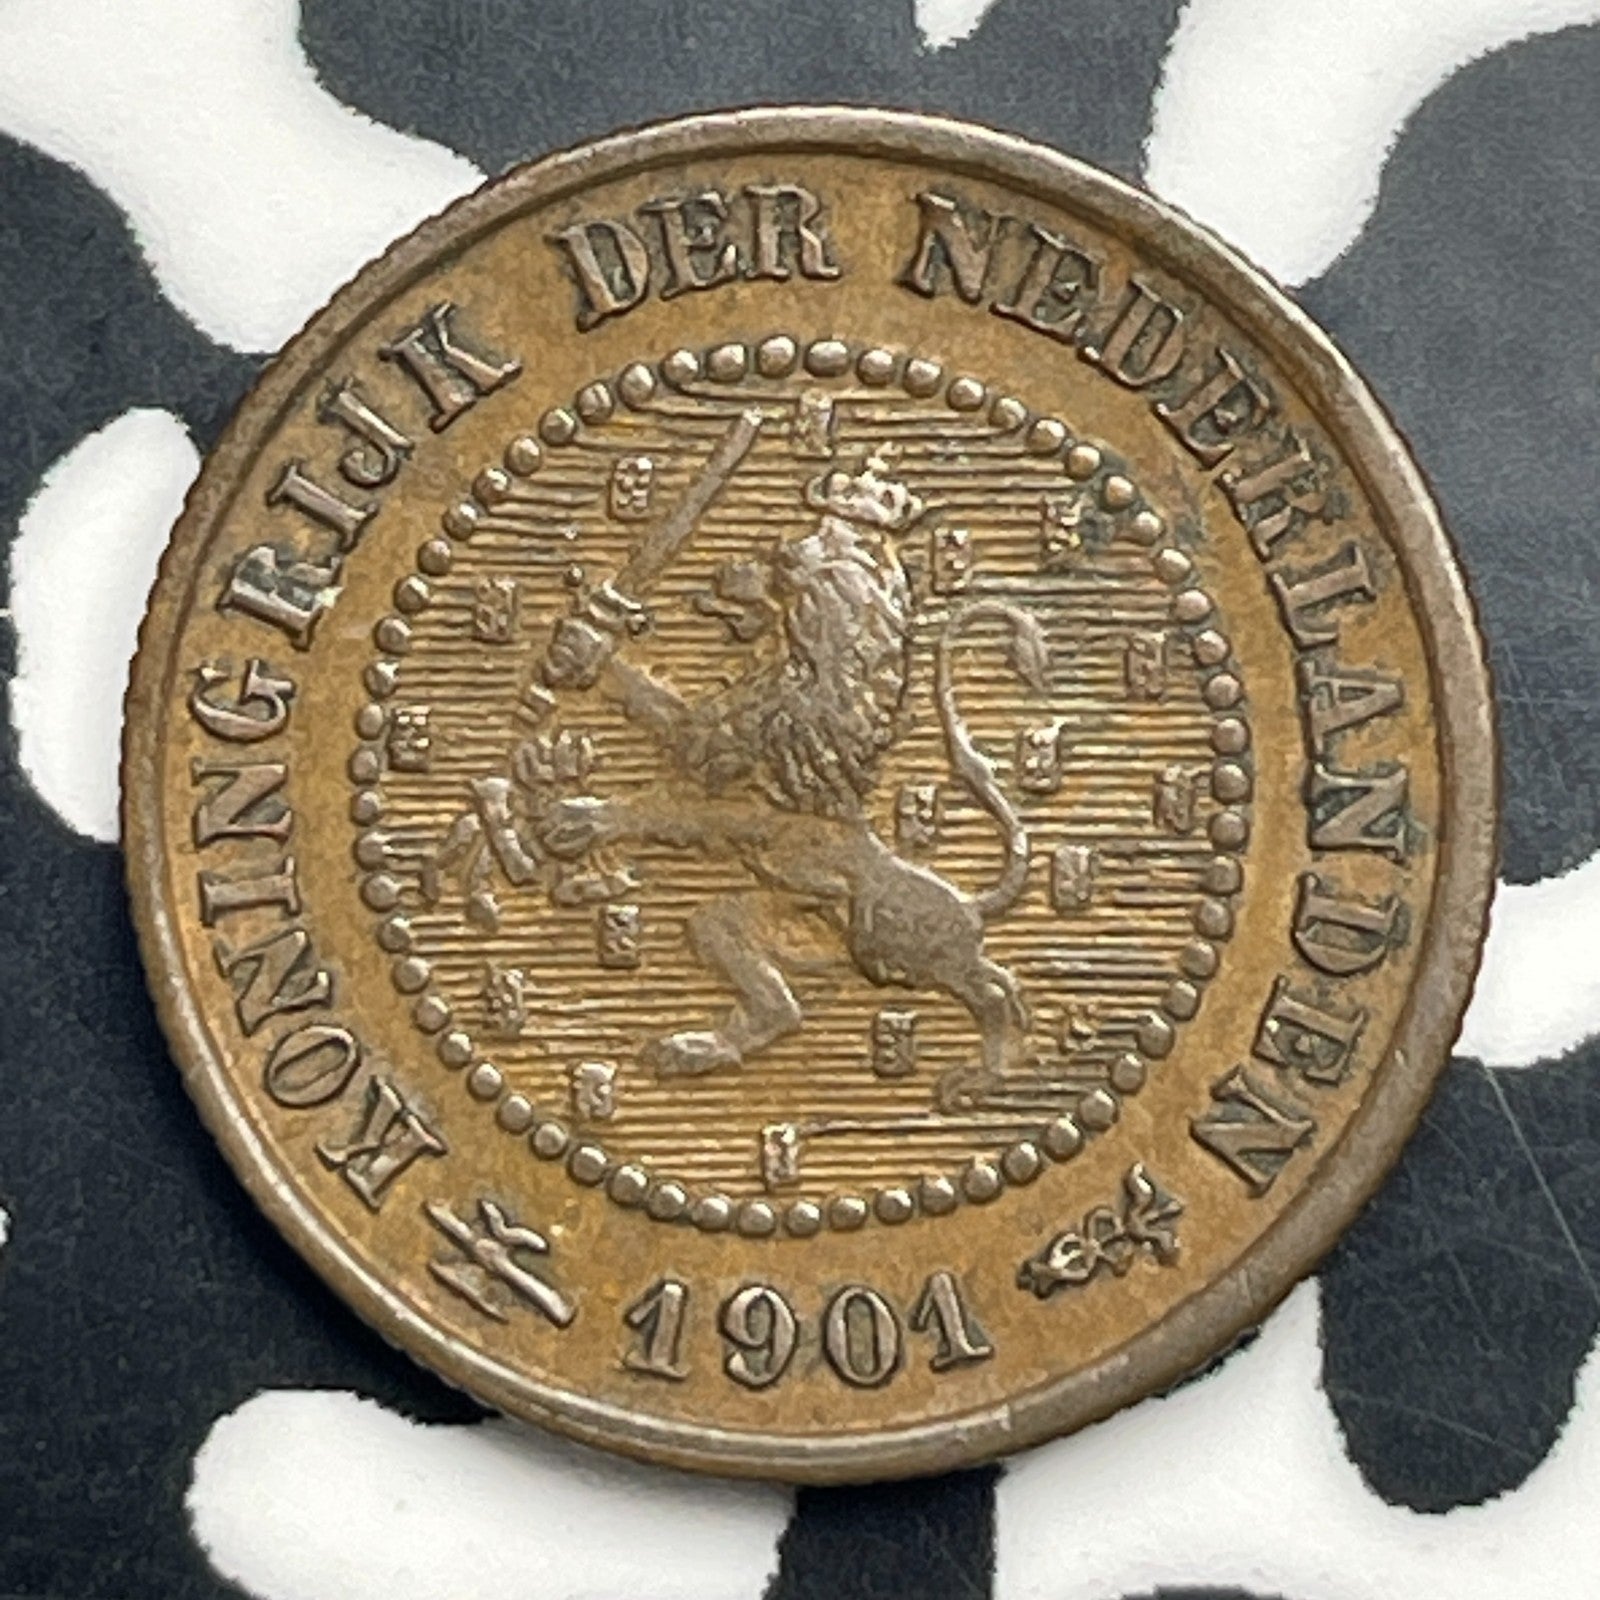 KONINGRIJK DER NEDERLANDEN
1901